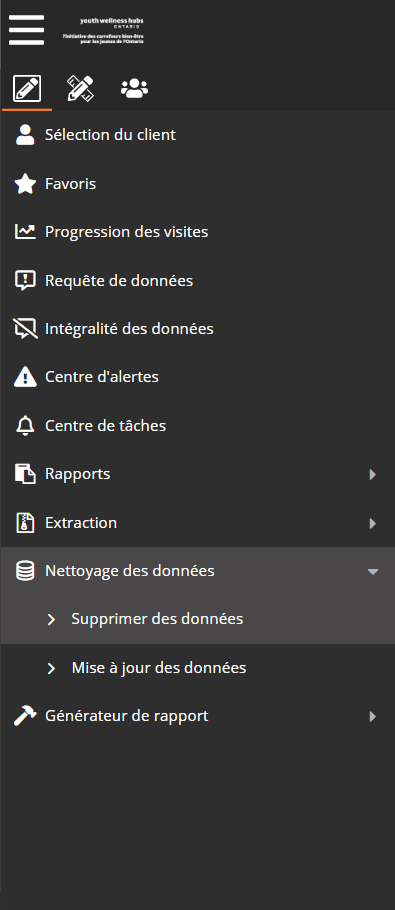 youth wellness hubs
ONTARIO
l'initiative des carrefours bien-être
pour les jeunes de l'Ontario
Sélection du client
Favoris
Progression des visites
Requête de données
Intégralité des données
Centre d'alertes
Centre de tâches
Rapports
Extraction
Nettoyage des données
Supprimer des données
Mise à jour des données
Générateur de rapport